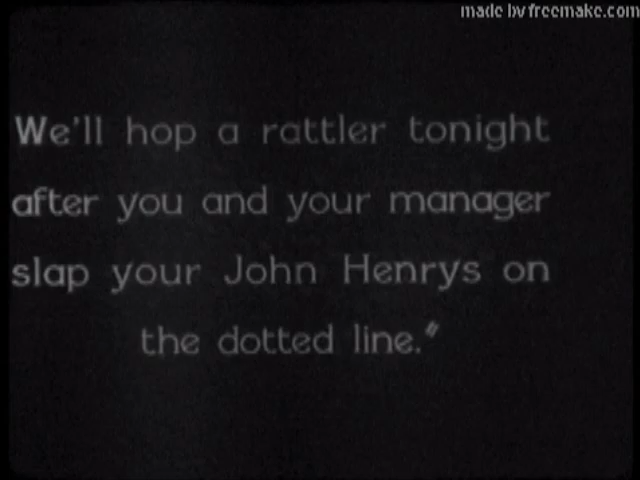 made by freemake.com
We'll hop a rattler tonight
after you and your manager
slap your John Henrys on
the dotted line."